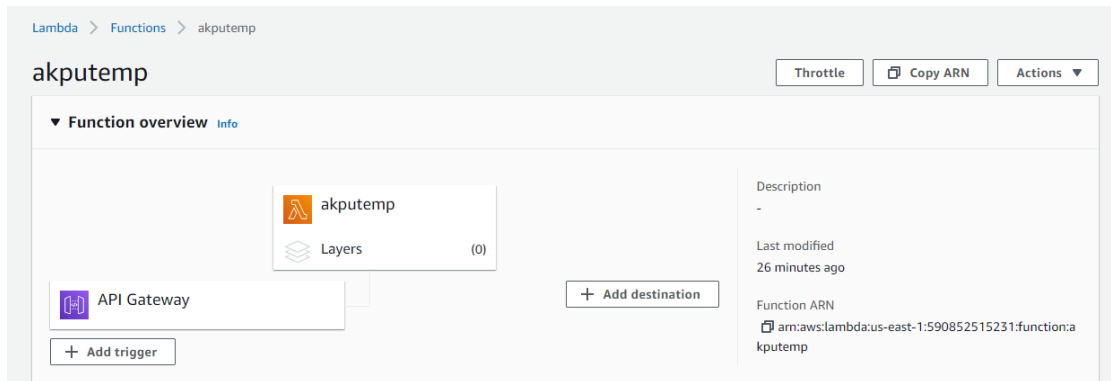 Lambda > Functions > akputemp
akputemp
Throttle Copy ARN Actions ▼
▼ Function overview Info
akputemp
Layers (0)
API Gateway
+ Add trigger
+ Add destination
Description
-
Last modified
26 minutes ago
Function ARN
arn:aws:lambda:us-east-1:590852515231:function:a
kputemp